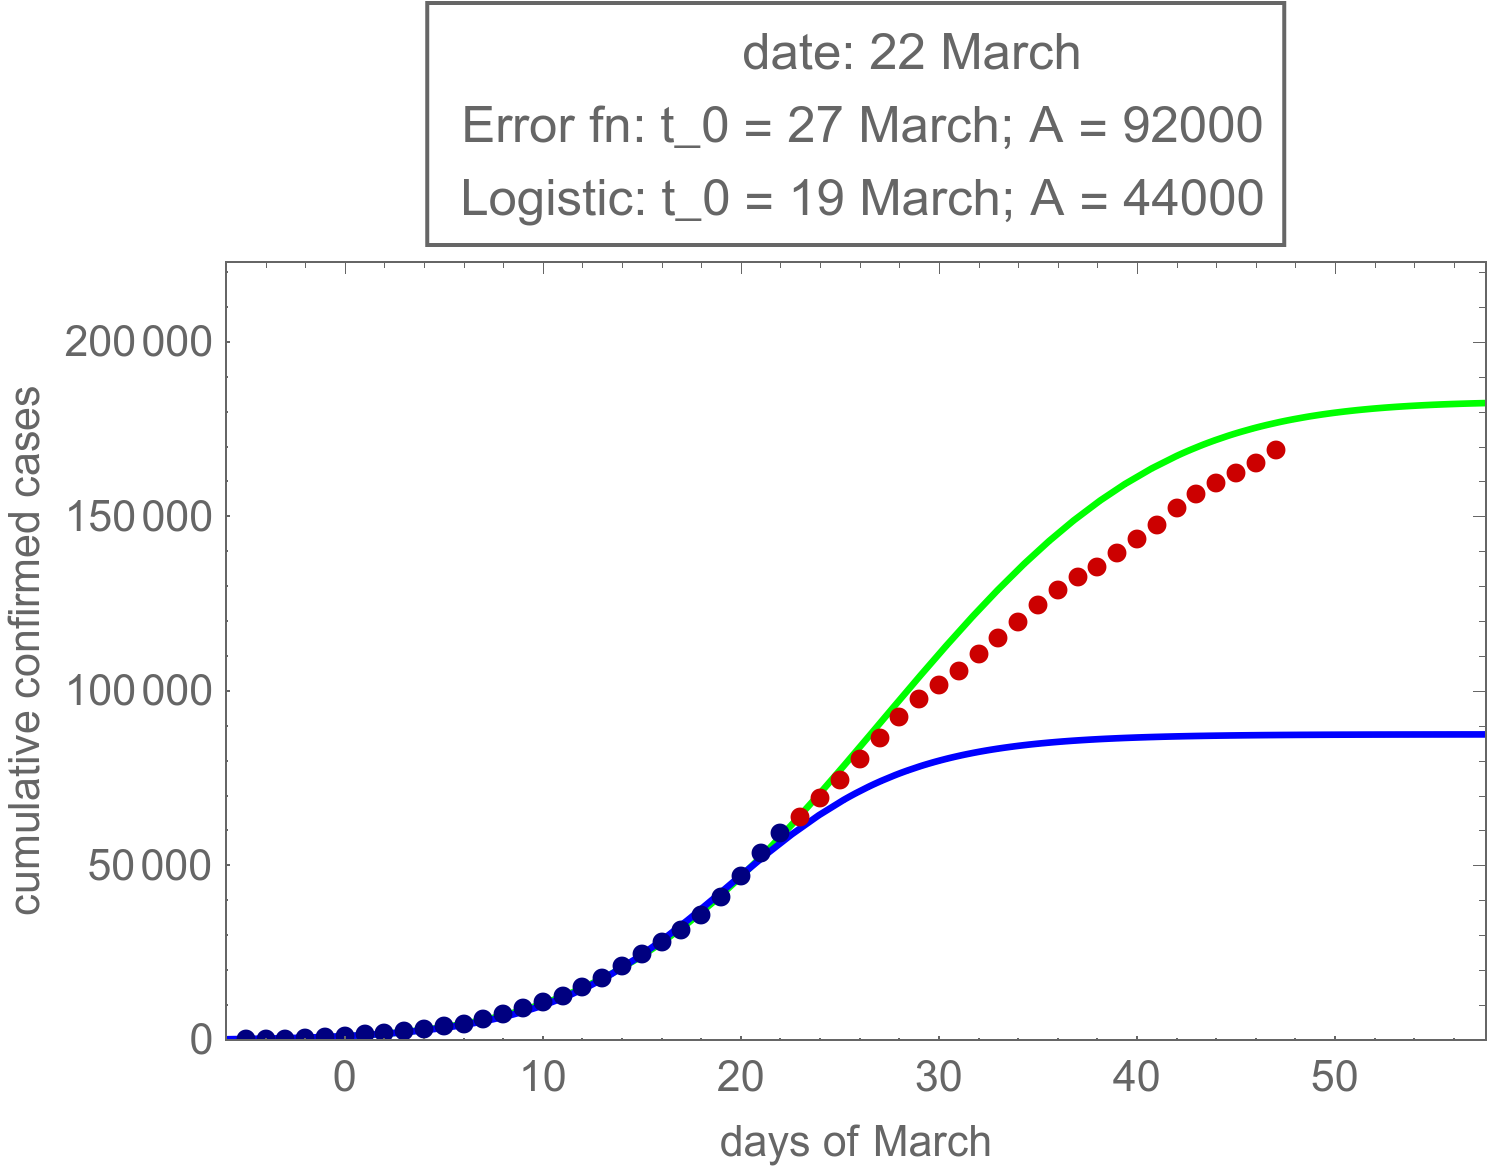 date: 22 March
Error fn: t_0 = 27 March; A = 92000
Logistic: t_0 = 19 March; A = 44000
cumulative confirmed cases
200 000
150 000
100 000
50 000
0
0 10 20 30 40 50
days of March